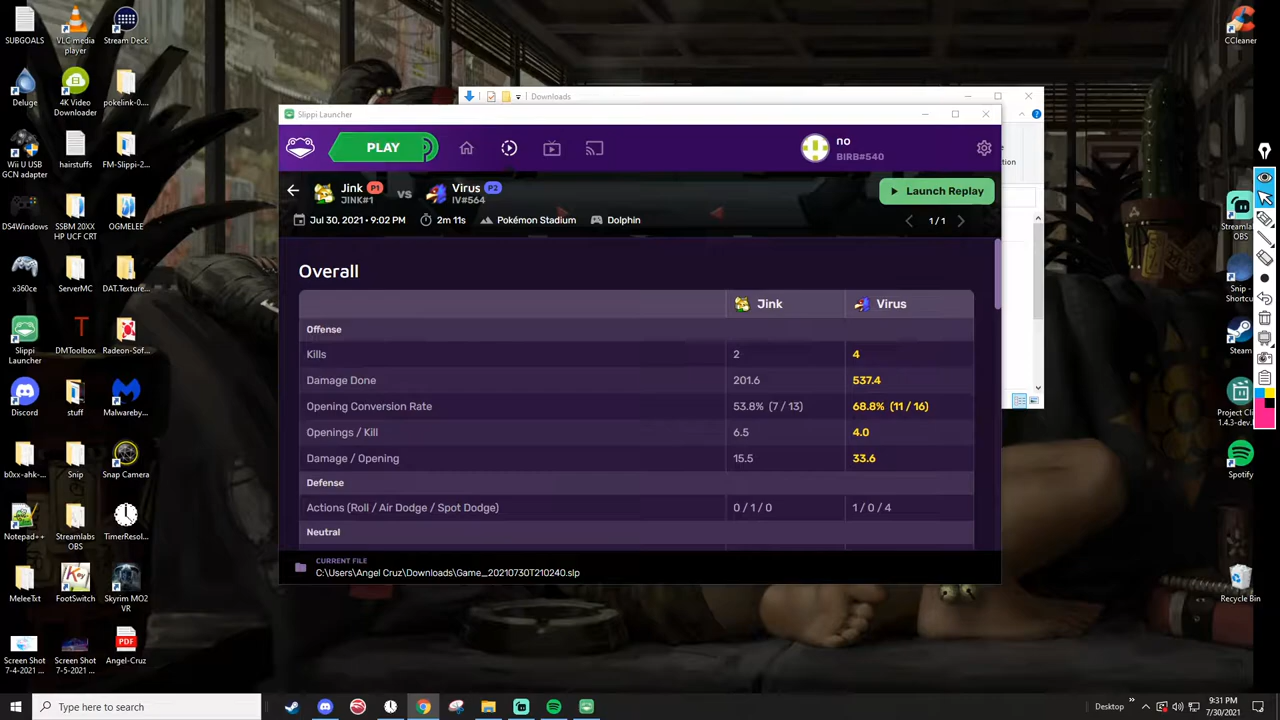 SUBGOALS
VLC media
player
Stream Deck
CCleaner
Deluge
4K Video
Downloader
pokelink-0....
Wii U USB
GCN adapter
hairstuffs
FM-Slippi-2...
DS4Windows
SSBM 20XX
HP UCF CRT
OGMELEE
x360ce
ServerMC
DAT.Texture...
Slippi
Launcher
DMToolbox
Radeon-Sof...
Discord
stuff
Malwareby...
b0xx-ahk-...
Snip
Snap Camera
Notepad++
Streamlabs
OBS
TimerResol...
MeleeTxt
FootSwitch
Skyrim MO2
VR
Screen Shot
7-4-2021 ...
Screen Shot
7-5-2021 ...
Angel-Cruz
Downloads
Slippi Launcher
PLAY
no
BIRB#540
Jink P1
JINK#1
vs
Virus P2
IV#564
Launch Replay
Jul 30, 2021 • 9:02 PM
2m 11s
Pokémon Stadium
Dolphin
1 / 1
Overall
Jink Virus
Offense
Kills 2 4
Damage Done 201.6 537.4
Opening Conversion Rate 53.8% (7 / 13) 68.8% (11 / 16)
Openings / Kill 6.5 4.0
Damage / Opening 15.5 33.6
Defense
Actions (Roll / Air Dodge / Spot Dodge) 0 / 1 / 0 1 / 0 / 4
Neutral
CURRENT FILE
C:\Users\Angel Cruz\Downloads\Game_20210730T210240.slp
Streamla
OBS
Snip -
Shortcu
Steam
Project Cli
1.4.3-dev.
Spotify
Recycle Bin
Type here to search
Desktop
9:31 PM
7/30/2021